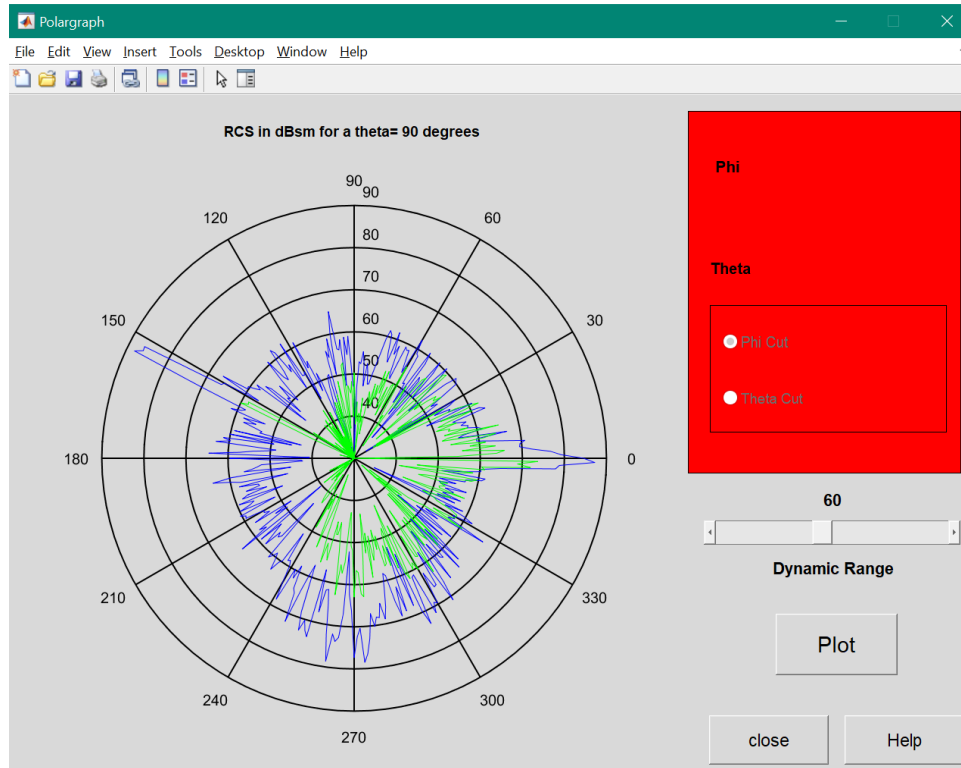 Polargraph
File Edit View Insert Tools Desktop Window Help
RCS in dBsm for a theta= 90 degrees
90
90
120
60
80
70
150
30
60
50
40
180
0
210
330
240
300
270
Phi
Theta
Phi Cut
Theta Cut
60
Dynamic Range
Plot
close
Help